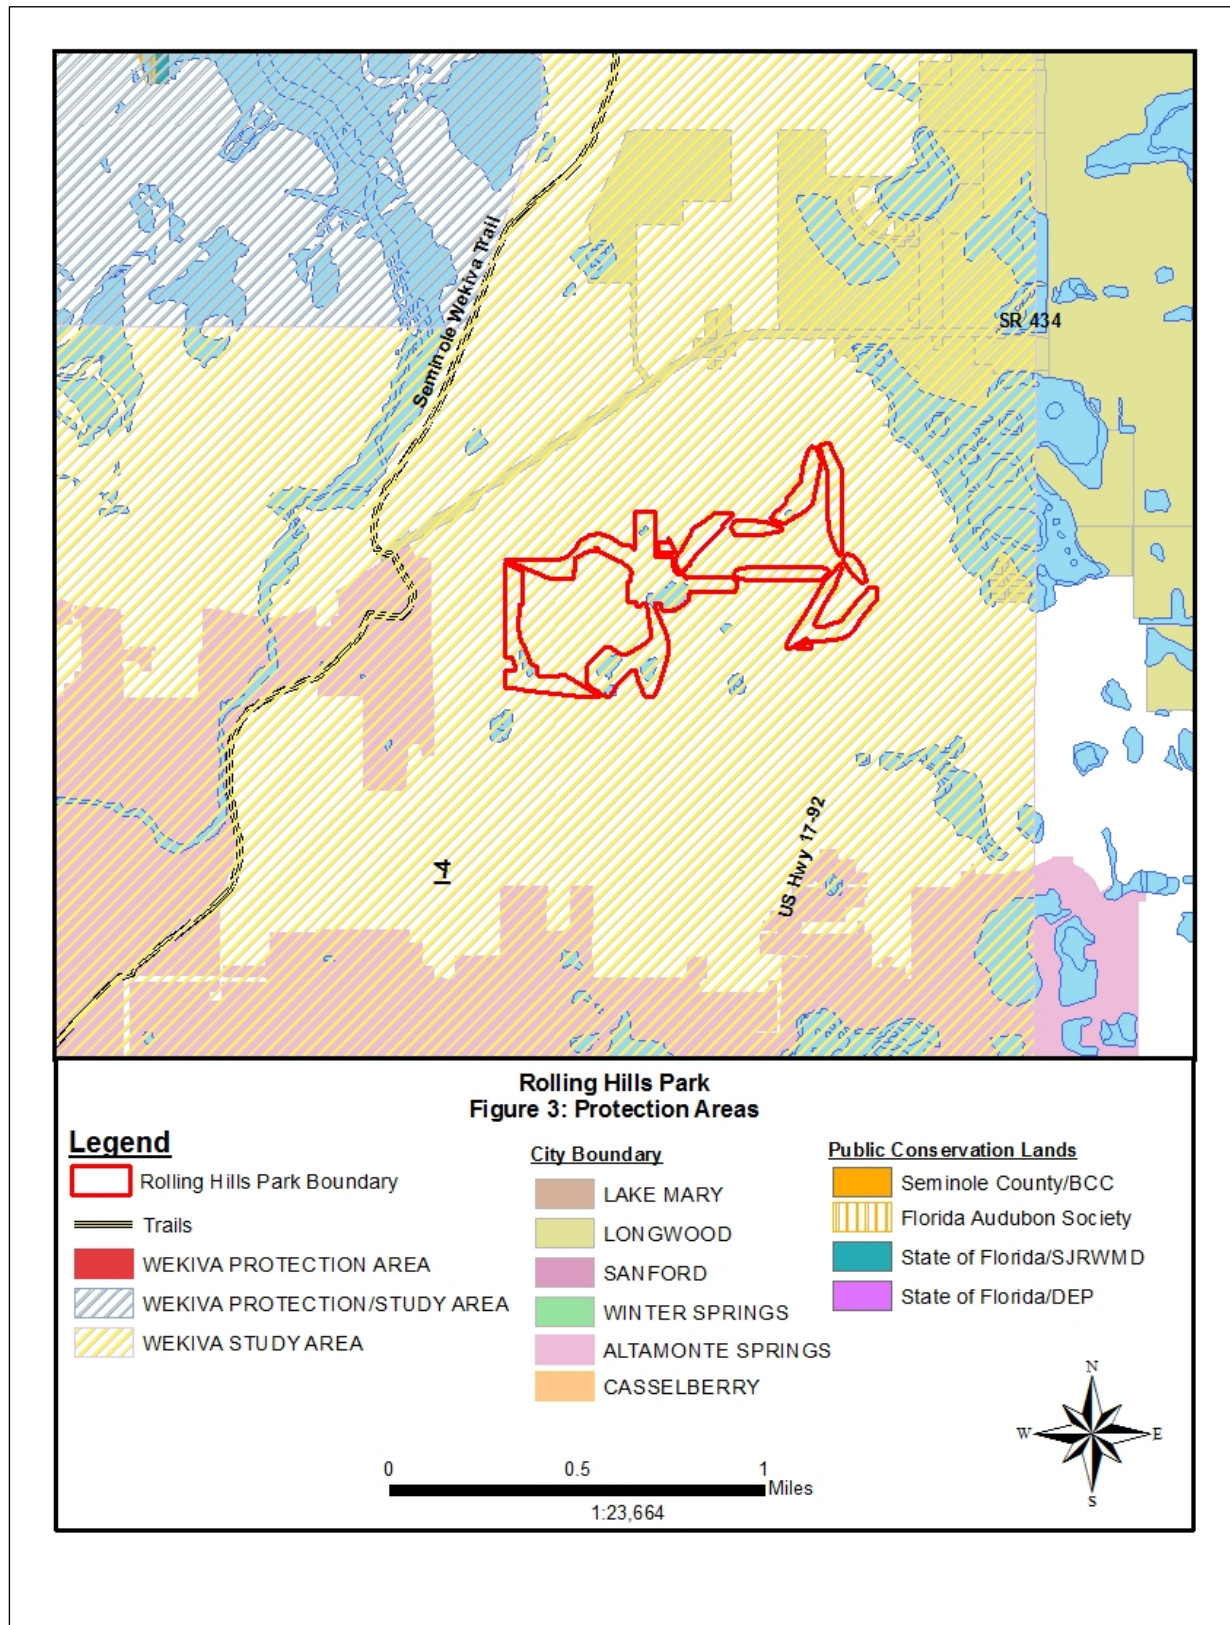 Seminole Wekiva Trail
SR 434
US Hwy 17-92
I-4
Rolling Hills Park
Figure 3: Protection Areas
Legend
Rolling Hills Park Boundary
Trails
WEKIVA PROTECTION AREA
WEKIVA PROTECTION/STUDY AREA
WEKIVA STUDY AREA
City Boundary
LAKE MARY
LONGWOOD
SANFORD
WINTER SPRINGS
ALTAMONTE SPRINGS
CASSELBERRY
Public Conservation Lands
Seminole County/BCC
Florida Audubon Society
State of Florida/SJRWMD
State of Florida/DEP
N
W E
S
0 0.5 1
Miles
1:23,664